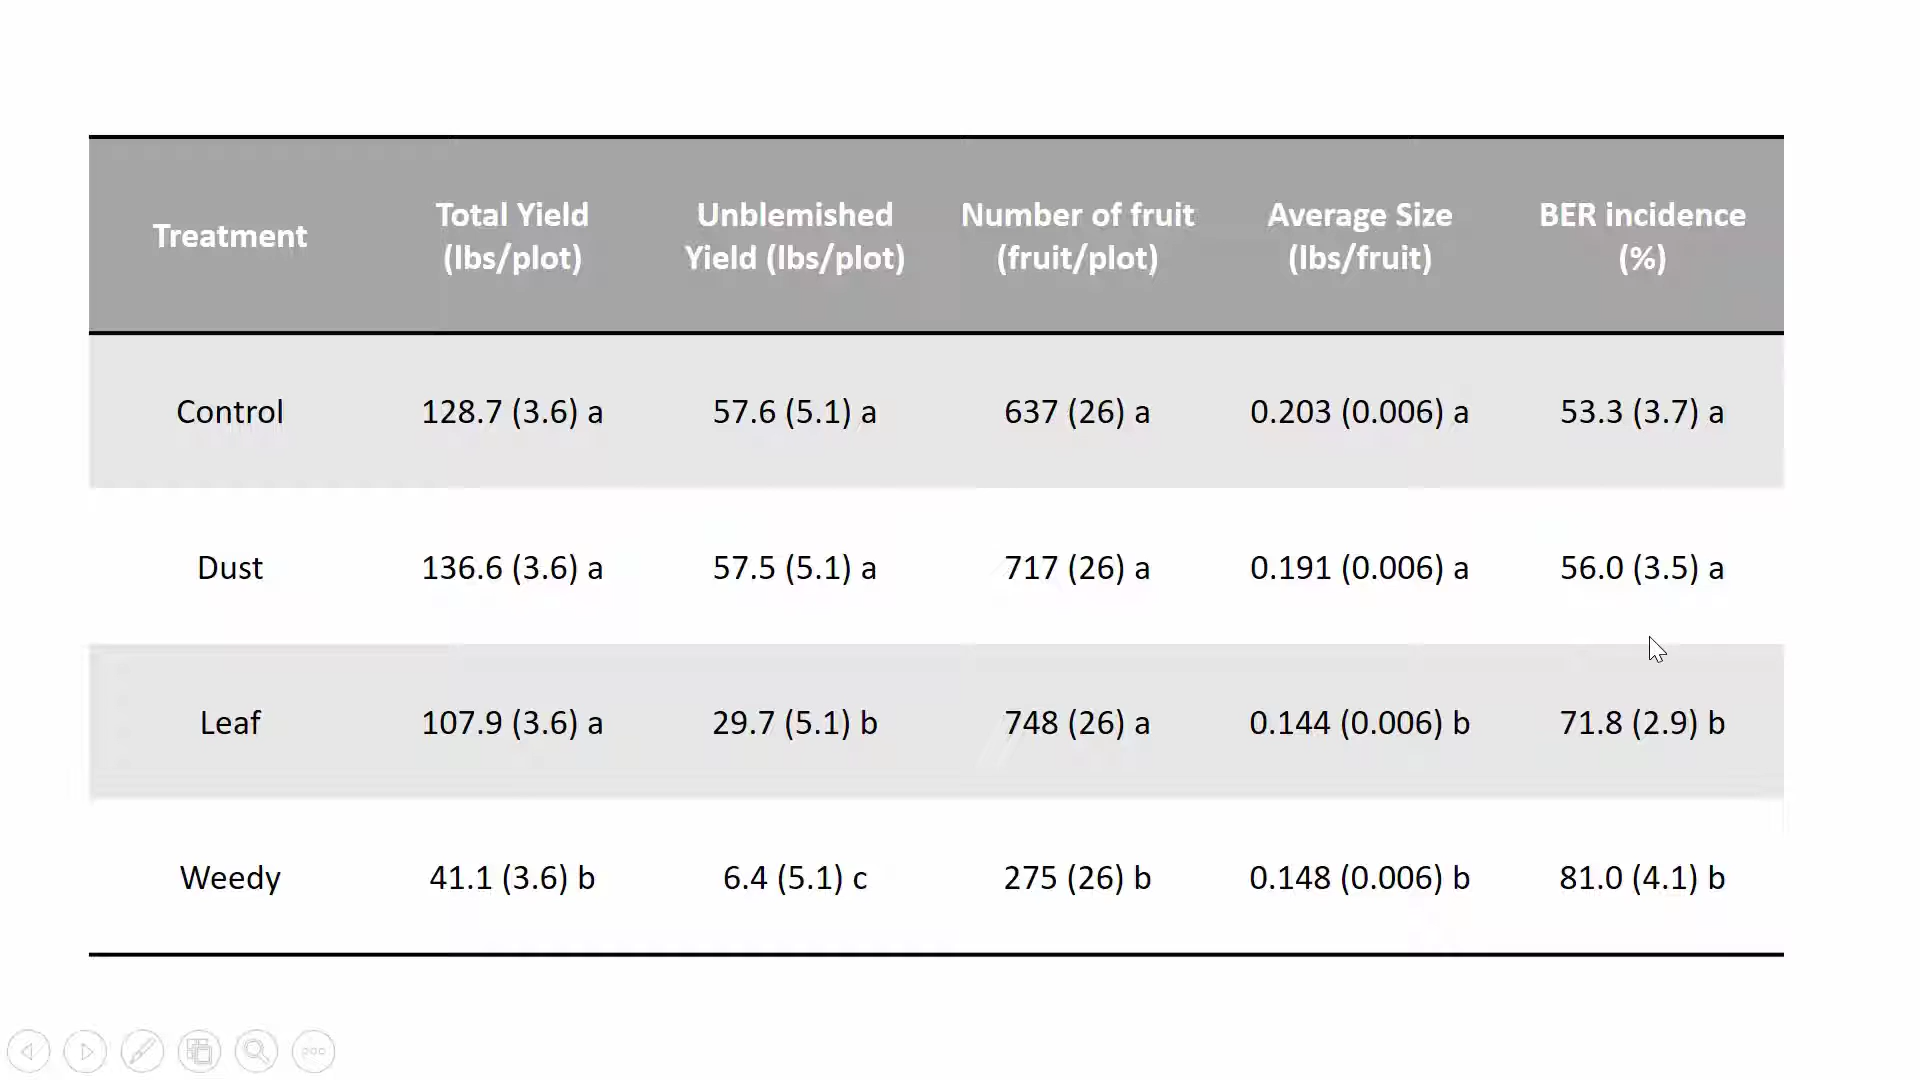 Treatment
Total Yield
(lbs/plot)
Unblemished
Yield (lbs/plot)
Number of fruit
(fruit/plot)
Average Size
(lbs/fruit)
BER incidence
(%)
Control 128.7 (3.6) a 57.6 (5.1) a 637 (26) a 0.203 (0.006) a 53.3 (3.7) a
Dust 136.6 (3.6) a 57.5 (5.1) a 717 (26) a 0.191 (0.006) a 56.0 (3.5) a
Leaf 107.9 (3.6) a 29.7 (5.1) b 748 (26) a 0.144 (0.006) b 71.8 (2.9) b
Weedy 41.1 (3.6) b 6.4 (5.1) c 275 (26) b 0.148 (0.006) b 81.0 (4.1) b